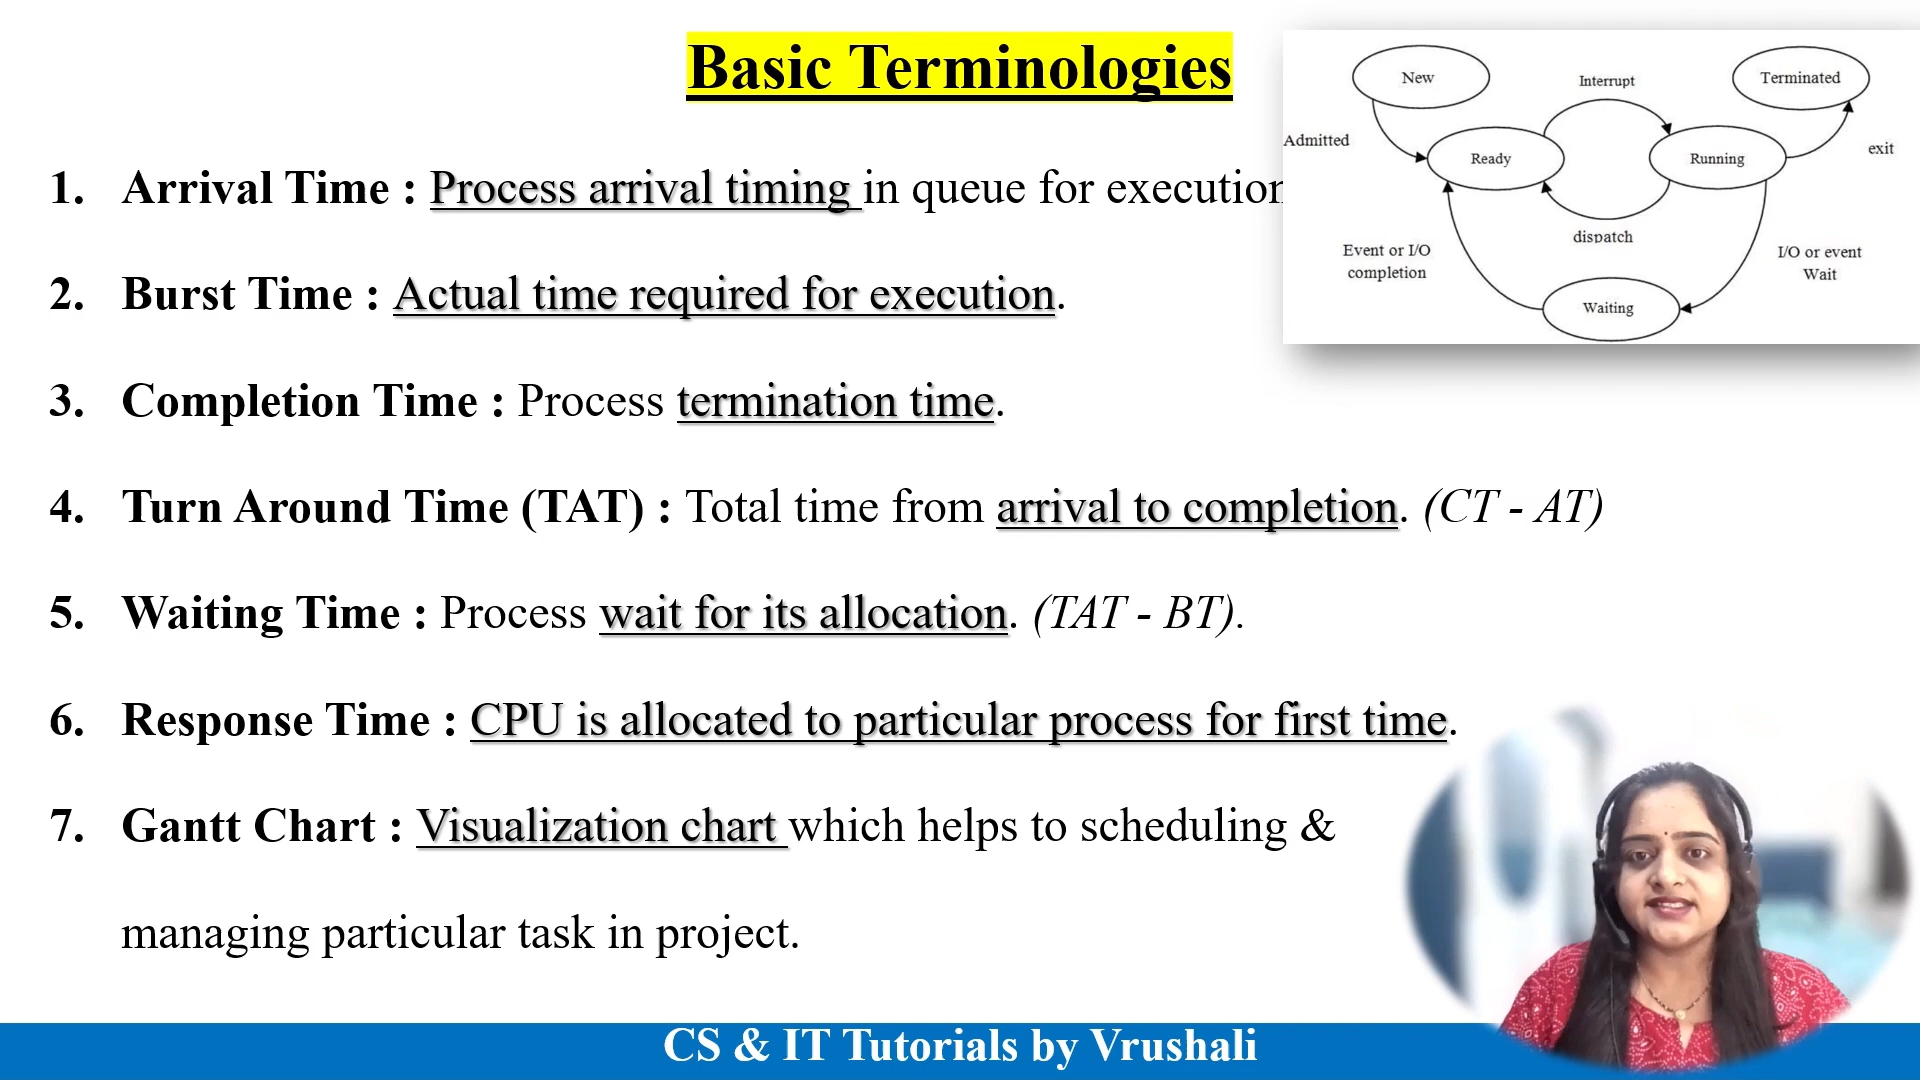 Basic Terminologies
1. Arrival Time : Process arrival timing in queue for execution
2. Burst Time : Actual time required for execution.
3. Completion Time : Process termination time.
4. Turn Around Time (TAT) : Total time from arrival to completion. (CT - AT)
5. Waiting Time : Process wait for its allocation. (TAT - BT).
6. Response Time : CPU is allocated to particular process for first time.
7. Gantt Chart : Visualization chart which helps to scheduling &
managing particular task in project.
New
Interrupt
Terminated
Admitted
Ready
Running
exit
dispatch
Event or I/O
completion
I/O or event
Wait
Waiting
CS & IT Tutorials by Vrushali